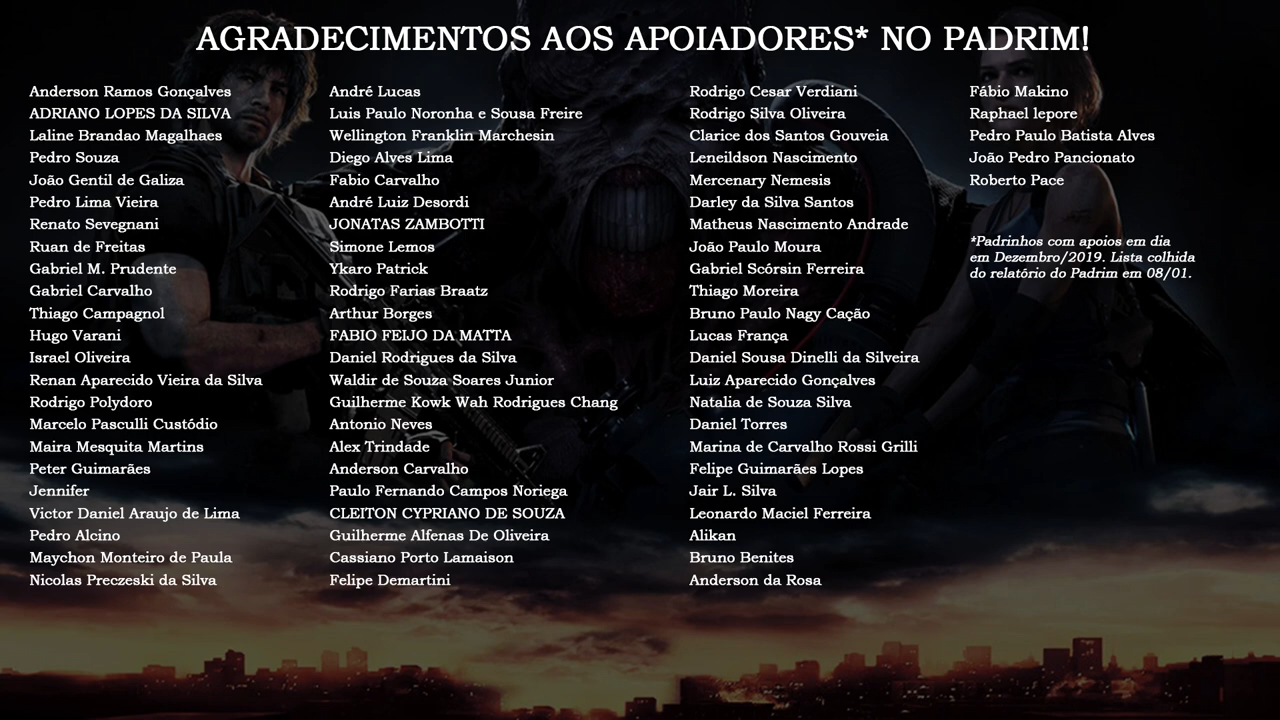 AGRADECIMENTOS AOS APOIADORES* NO PADRIM!
Anderson Ramos Gonçalves
ADRIANO LOPES DA SILVA
Laline Brandao Magalhaes
Pedro Souza
João Gentil de Galiza
Pedro Lima Vieira
Renato Sevegnani
Ruan de Freitas
Gabriel M. Prudente
Gabriel Carvalho
Thiago Campagnol
Hugo Varani
Israel Oliveira
Renan Aparecido Vieira da Silva
Rodrigo Polydoro
Marcelo Pasculli Custódio
Maira Mesquita Martins
Peter Guimarães
Jennifer
Victor Daniel Araujo de Lima
Pedro Alcino
Maychon Monteiro de Paula
Nicolas Preczeski da Silva
André Lucas
Luis Paulo Noronha e Sousa Freire
Wellington Franklin Marchesin
Diego Alves Lima
Fabio Carvalho
André Luiz Desordi
JONATAS ZAMBOTTI
Simone Lemos
Ykaro Patrick
Rodrigo Farias Braatz
Arthur Borges
FABIO FEIJO DA MATTA
Daniel Rodrigues da Silva
Waldir de Souza Soares Junior
Guilherme Kowk Wah Rodrigues Chang
Antonio Neves
Alex Trindade
Anderson Carvalho
Paulo Fernando Campos Noriega
CLEITON CYPRIANO DE SOUZA
Guilherme Alfenas De Oliveira
Cassiano Porto Lamaison
Felipe Demartini
Rodrigo Cesar Verdiani
Rodrigo Silva Oliveira
Clarice dos Santos Gouveia
Leneildson Nascimento
Mercenary Nemesis
Darley da Silva Santos
Matheus Nascimento Andrade
João Paulo Moura
Gabriel Scórsin Ferreira
Thiago Moreira
Bruno Paulo Nagy Cação
Lucas França
Daniel Sousa Dinelli da Silveira
Luiz Aparecido Gonçalves
Natalia de Souza Silva
Daniel Torres
Marina de Carvalho Rossi Grilli
Felipe Guimarães Lopes
Jair L. Silva
Leonardo Maciel Ferreira
Alikan
Bruno Benites
Anderson da Rosa
Fábio Makino
Raphael lepore
Pedro Paulo Batista Alves
João Pedro Pancionato
Roberto Pace
*Padrinhos com apoios em dia
em Dezembro/2019. Lista colhida
do relatório do Padrim em 08/01.